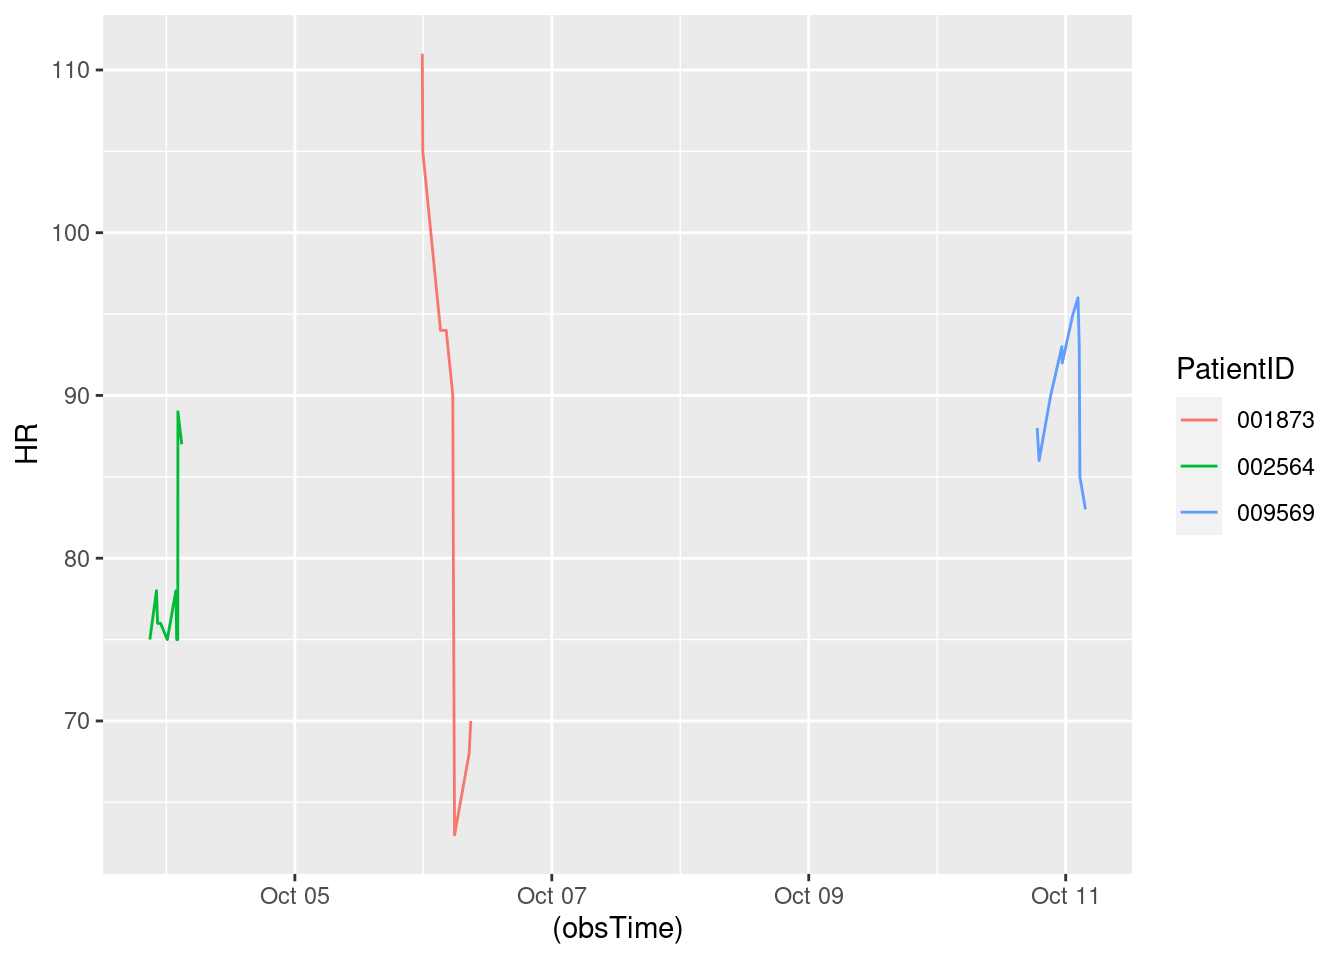 110
100
90
80
70
HR
Oct 05
Oct 07
Oct 09
Oct 11
(obsTime)
PatientID
001873
002564
009569